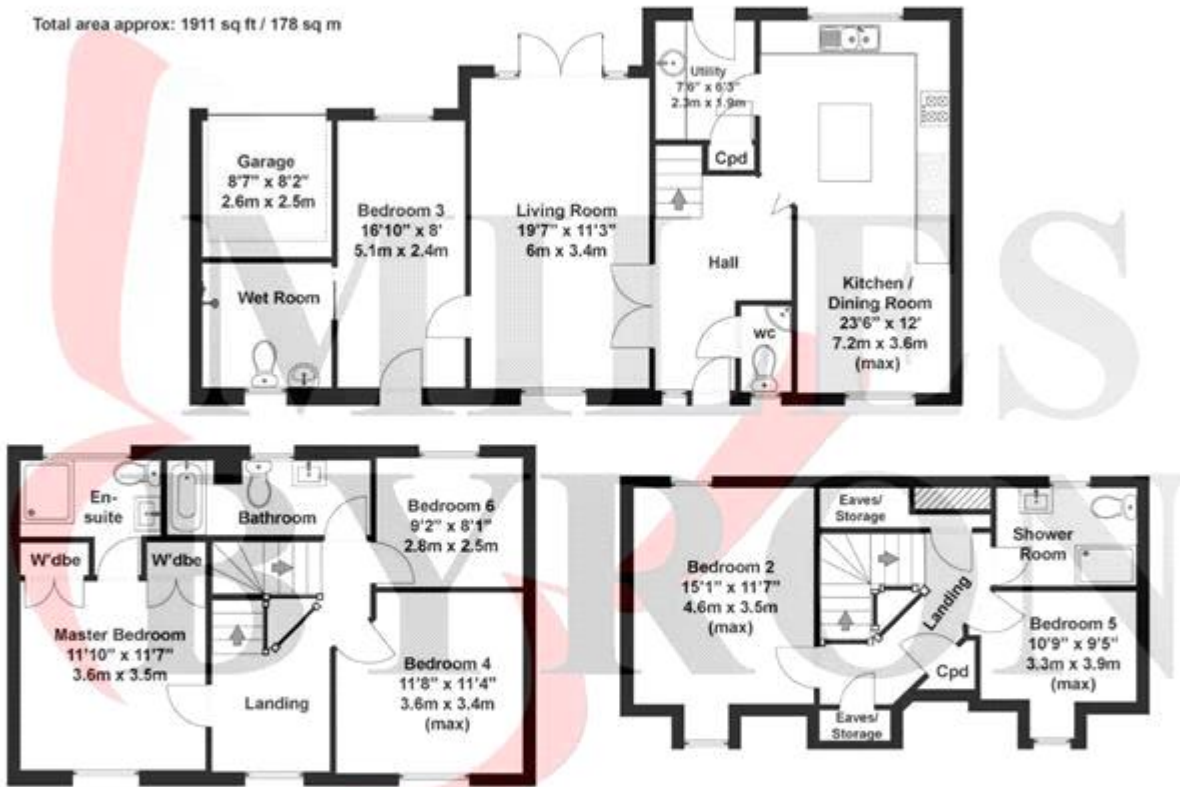 Total area approx: 1911 sq ft / 178 sq m
Garage
8'7" x 8'2"
2.6m x 2.5m
Bedroom 3
16'10" x 8'
5.1m x 2.4m
Living Room
19'7" x 11'3"
6m x 3.4m
Utility
7'6" x 6'3"
2.3m x 1.9m
Cpd
Hall
wc
Kitchen /
Dining Room
23'6" x 12'
7.2m x 3.6m
(max)
Wet Room
MILES
BYRON
En-
suite
Bathroom
Bedroom 6
9'2" x 8'1"
2.8m x 2.5m
W'dbe
W'dbe
Master Bedroom
11'10" x 11'7"
3.6m x 3.5m
Landing
Bedroom 4
11'8" x 11'4"
3.6m x 3.4m
(max)
Bedroom 2
15'1" x 11'7"
4.6m x 3.5m
(max)
Eaves/
Storage
Landing
Shower
Room
Bedroom 5
10'9" x 9'5"
3.3m x 3.9m
(max)
Cpd
Eaves/
Storage